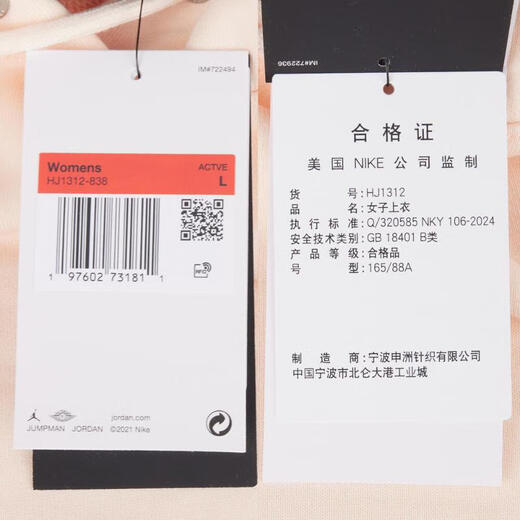 IM#722494
Womens
ACTVE
HJ1312-838
L
1 97602 73181 1
RFID
JUMPMAN JORDAN
jordan.com
©2021 Nike
IM#722936
合格证
美国 NIKE 公司监制
货号:HJ1312
品名:女子上衣
执行标准:Q/320585 NKY 106-2024
安全技术类别:GB 18401 B类
产品等级:合格品
号型:165/88A
制造商:宁波申洲针织有限公司
中国宁波市北仑大港工业城